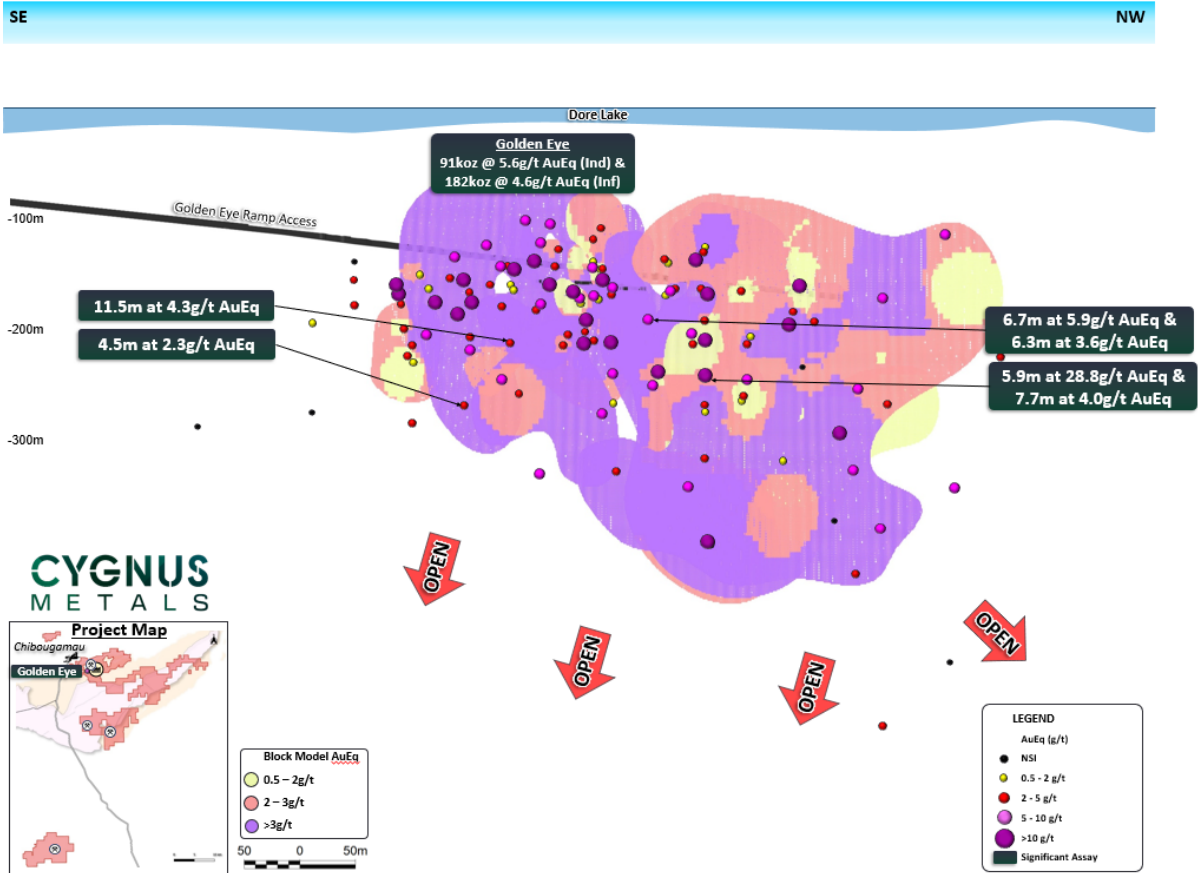 SE
NW
Dore Lake
Golden Eye
91koz @ 5.6g/t AuEq (Ind) &
182koz @ 4.6g/t AuEq (Inf)
-100m
Golden Eye Ramp Access
11.5m at 4.3g/t AuEq
-200m
4.5m at 2.3g/t AuEq
6.7m at 5.9g/t AuEq &
6.3m at 3.6g/t AuEq
5.9m at 28.8g/t AuEq &
7.7m at 4.0g/t AuEq
-300m
OPEN
OPEN
OPEN
OPEN
CYGNUS
METALS
Project Map
Chibougamau
Golden Eye
Block Model AuEq
0.5 – 2g/t
2 – 3g/t
>3g/t
50 0 50m
LEGEND
AuEq (g/t)
NSI
0.5 - 2 g/t
2 - 5 g/t
5 - 10 g/t
>10 g/t
Significant Assay